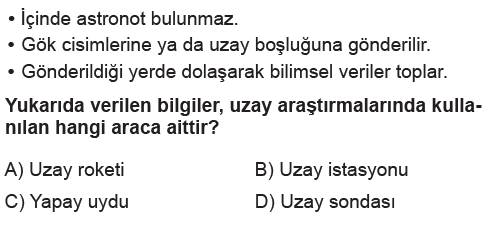 • İçinde astronot bulunmaz.
• Gök cisimlerine ya da uzay boşluğuna gönderilir.
• Gönderildiği yerde dolaşarak bilimsel veriler toplar.
Yukarıda verilen bilgiler, uzay araştırmalarında kulla-
nılan hangi araca aittir?
A) Uzay roketi B) Uzay istasyonu
C) Yapay uydu D) Uzay sondası